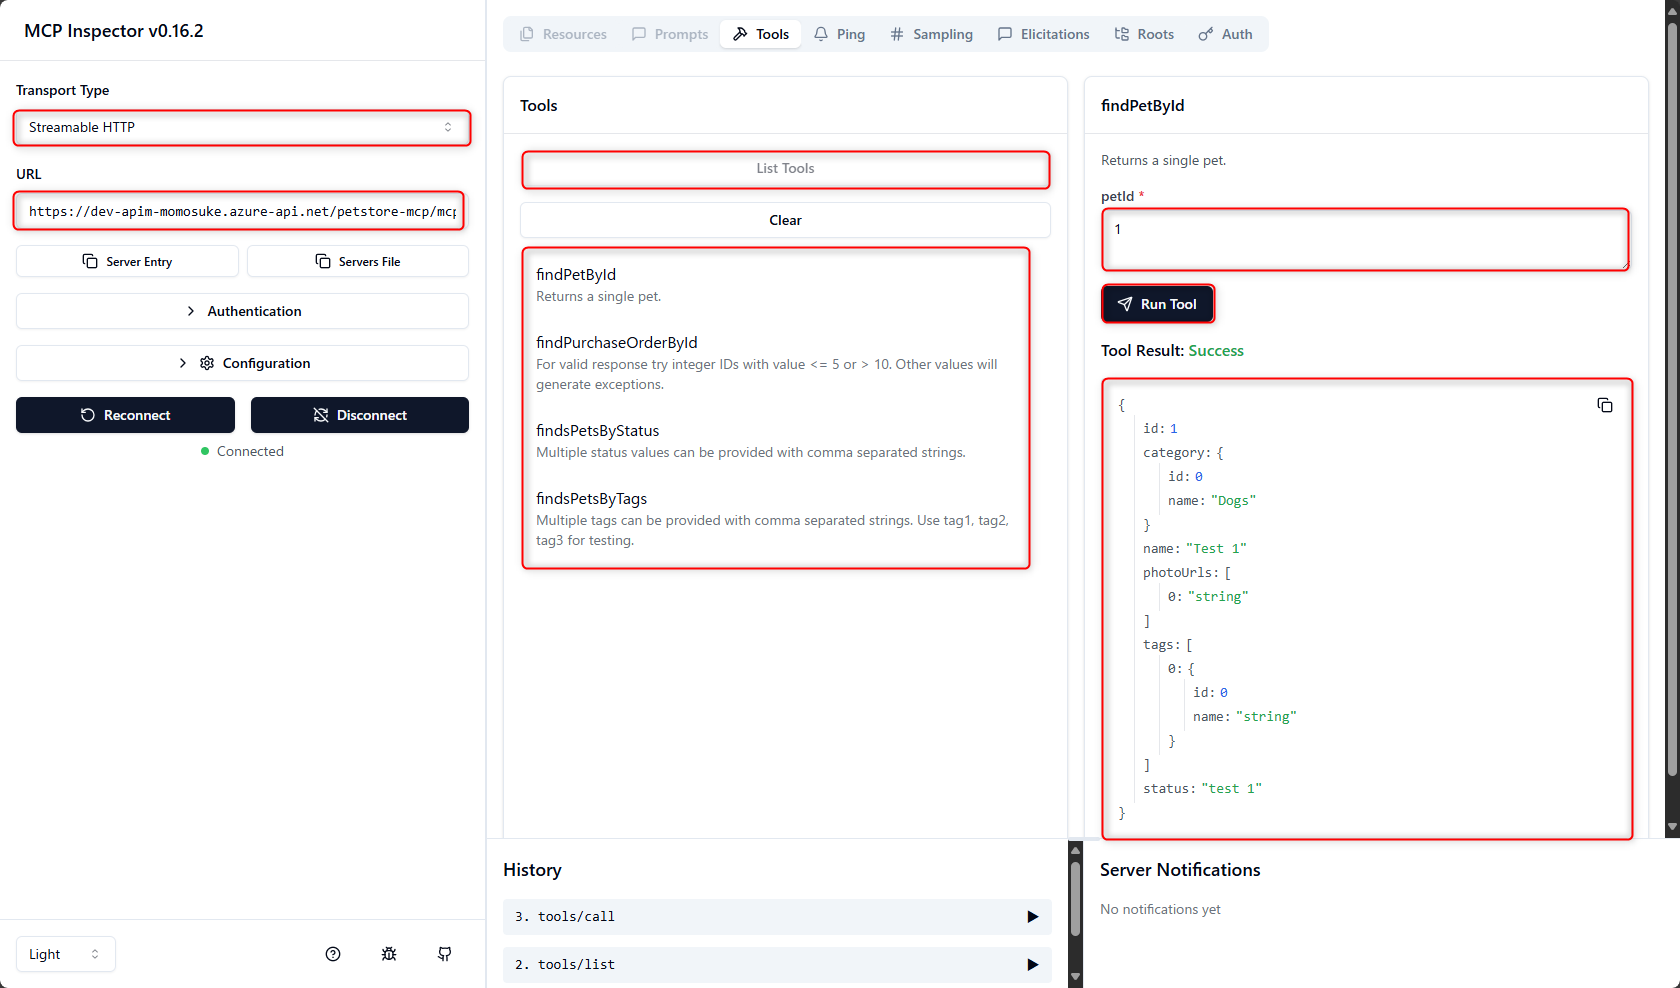 MCP Inspector v0.16.2
Transport Type
Streamable HTTP
URL
https://dev-apim-momosuke.azure-api.net/petstore-mcp/mcp
Server Entry
Servers File
Authentication
Configuration
Reconnect
Disconnect
Connected
Light
Resources
Prompts
Tools
Ping
Sampling
Elicitations
Roots
Auth
Tools
List Tools
Clear
findPetById
Returns a single pet.
findPurchaseOrderById
For valid response try integer IDs with value <= 5 or > 10. Other values will
generate exceptions.
findsPetsByStatus
Multiple status values can be provided with comma separated strings.
findsPetsByTags
Multiple tags can be provided with comma separated strings. Use tag1, tag2,
tag3 for testing.
findPetById
Returns a single pet.
petId *
1
Run Tool
Tool Result: Success
{
id: 1
category: {
id: 0
name: "Dogs"
}
name: "Test 1"
photoUrls: [
0: "string"
]
tags: [
0: {
id: 0
name: "string"
}
]
status: "test 1"
}
History
3. tools/call
2. tools/list
Server Notifications
No notifications yet